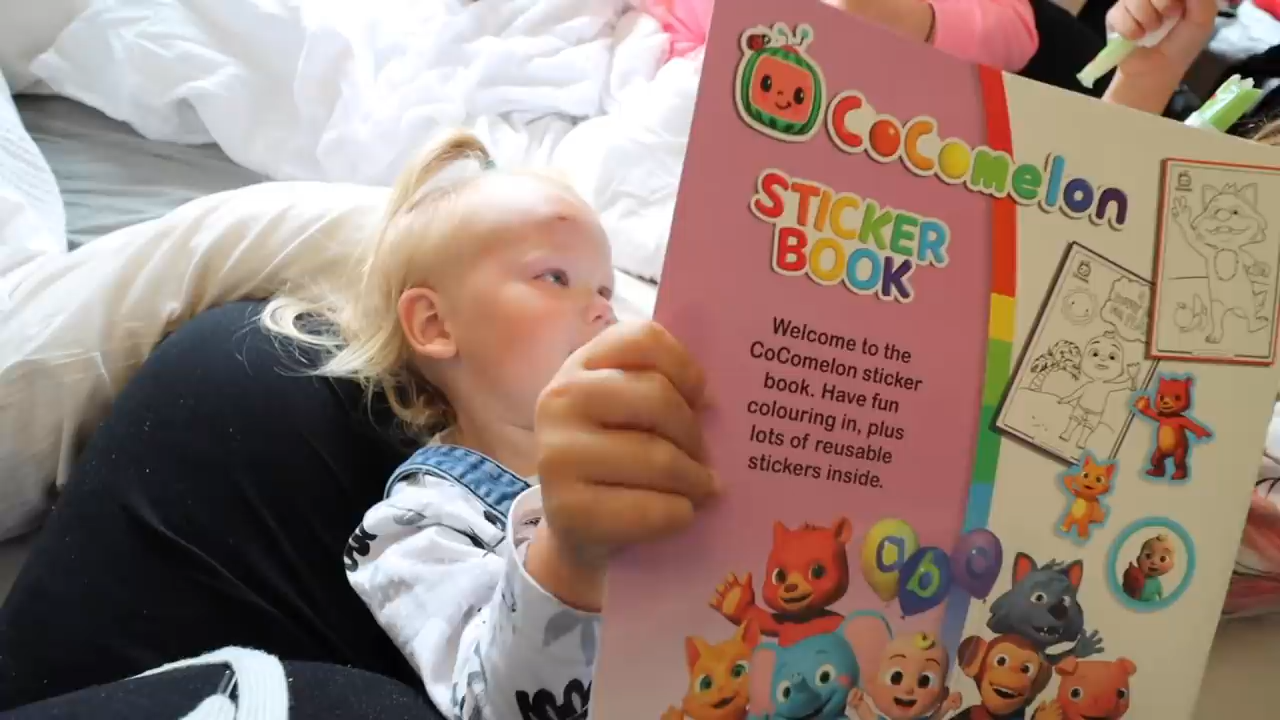 CoComelon
STICKER
BOOK
Welcome to the
CoComelon sticker
book. Have fun
colouring in, plus
lots of reusable
stickers inside.
abc